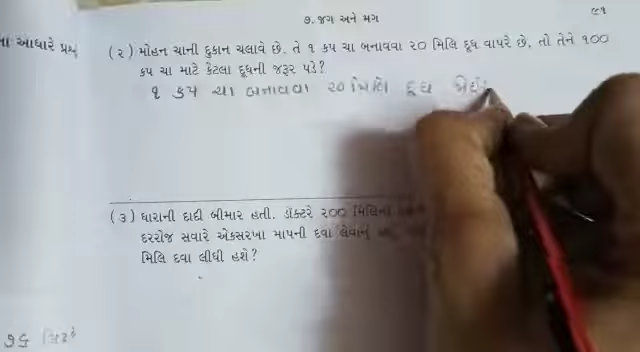 ૭. જગ અને મગ
૯૧
ના આધારે પ્રશ્
(૨) મોહન ચાની દુકાન ચલાવે છે. તે ૧ કપ ચા બનાવવા ૨૦ મિલિ દૂધ વાપરે છે, તો તેને ૧૦૦
કપ ચા માટે કેટલા દૂધની જરૂર પડે?
૧ કપ ચા બનાવવા ૨૦ મિલિ દૂધ જોઈ
(૩) ધારાની દાદી બીમાર હતી. ડૉક્ટરે ૨૦૦ મિલિના
દરરોજ સવારે એકસરખા માપની દવા લેવાનું
મિલિ દવા લીધી હશે?
૭૬ લિટર